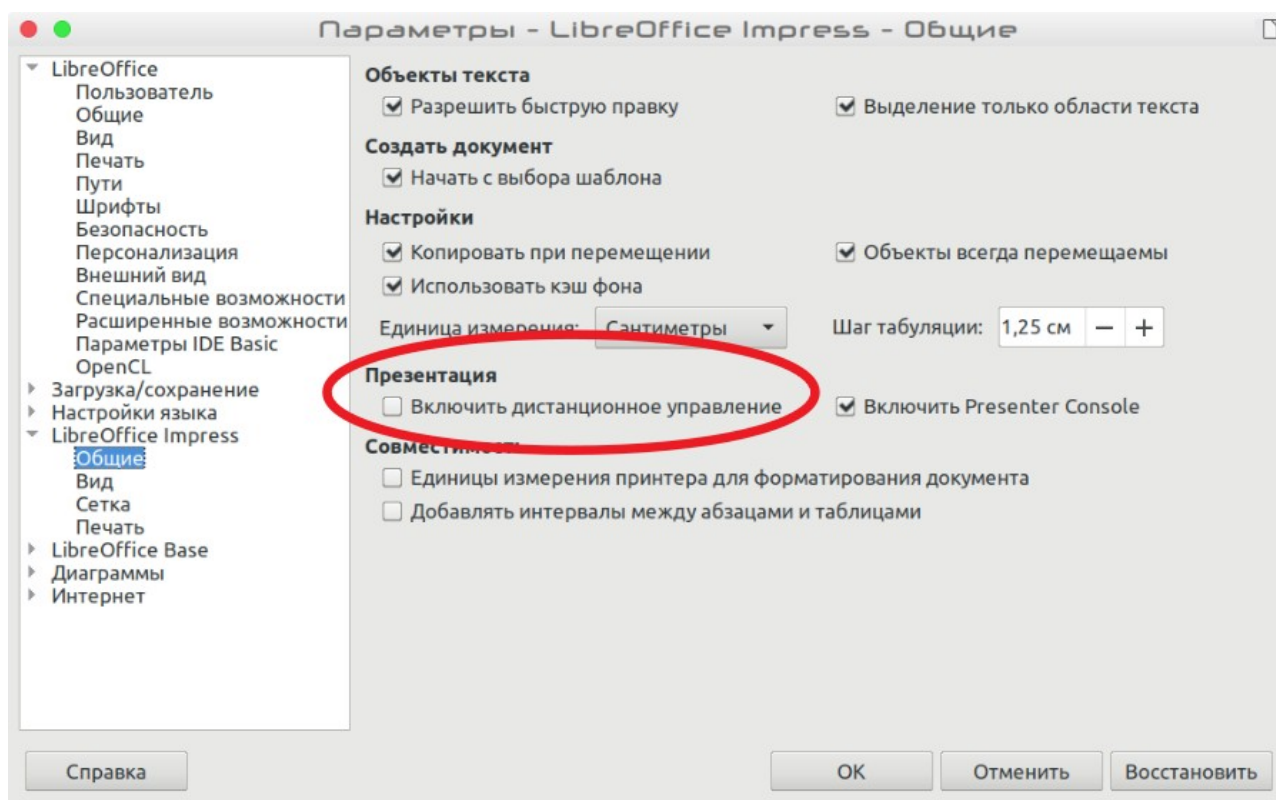 Параметры - LibreOffice Impress - Общие
LibreOffice
Пользователь
Общие
Вид
Печать
Пути
Шрифты
Безопасность
Персонализация
Внешний вид
Специальные возможности
Расширенные возможности
Параметры IDE Basic
OpenCL
Загрузка/сохранение
Настройки языка
LibreOffice Impress
Общие
Вид
Сетка
Печать
LibreOffice Base
Диаграммы
Интернет
Объекты текста
Разрешить быструю правку
Выделение только области текста
Создать документ
Начать с выбора шаблона
Настройки
Копировать при перемещении
Объекты всегда перемещаемы
Использовать кэш фона
Единица измерения: Сантиметры
Шаг табуляции: 1,25 см
Презентация
Включить дистанционное управление
Включить Presenter Console
Совместимость
Единицы измерения принтера для форматирования документа
Добавлять интервалы между абзацами и таблицами
Справка
OK
Отменить
Восстановить